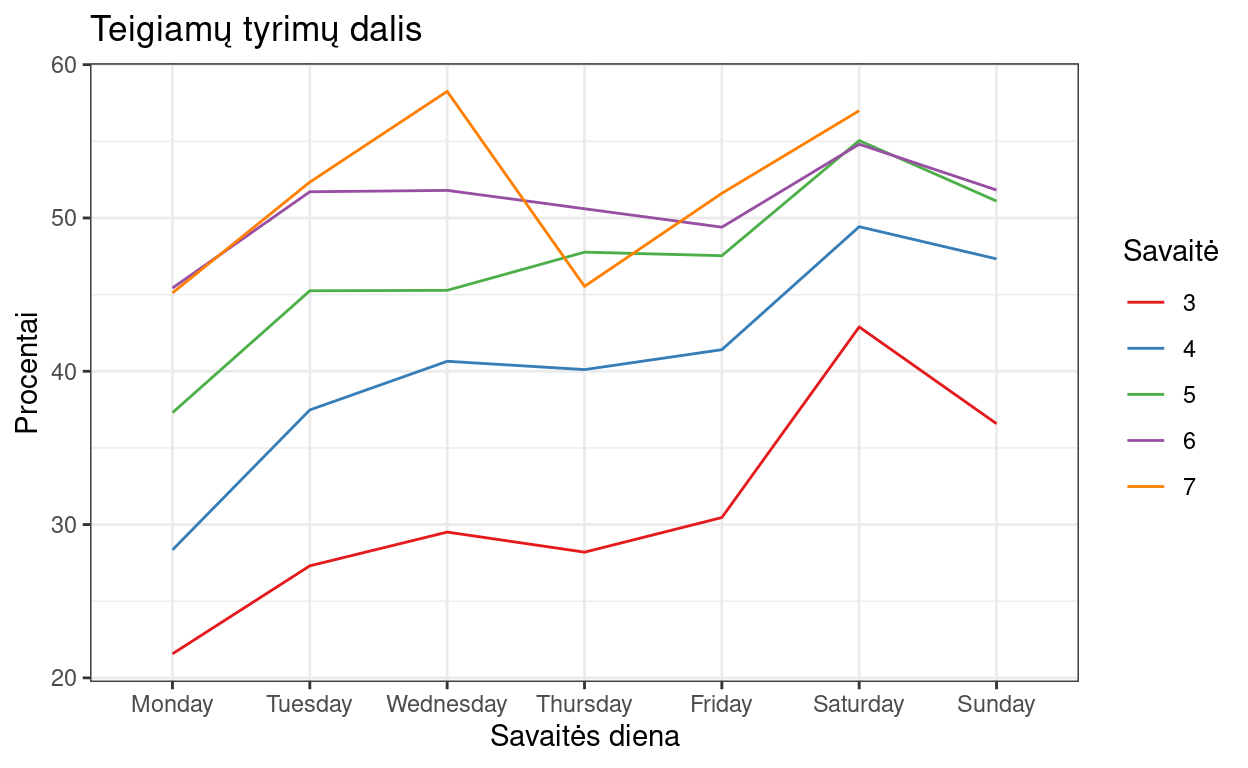 Teigiamų tyrimų dalis
Procentai
60
50
40
30
20
Monday Tuesday Wednesday Thursday Friday Saturday Sunday
Savaitės diena
Savaitė
3
4
5
6
7